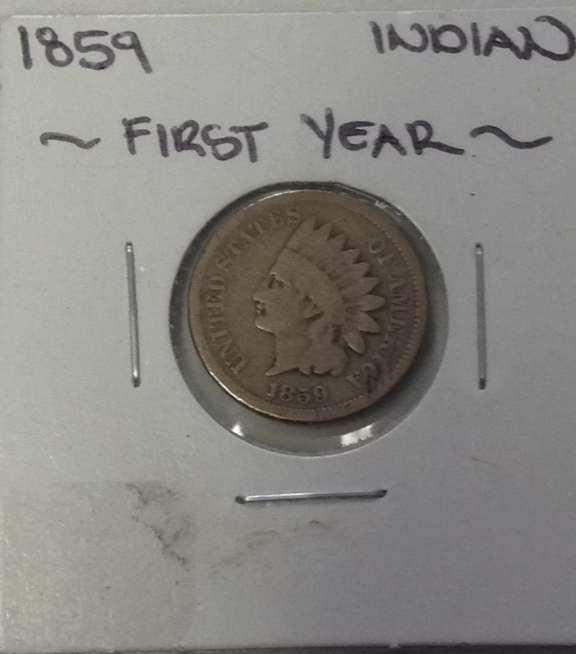 1859 INDIAN
~ FIRST YEAR ~
UNITED STATES OF AMERICA
1859